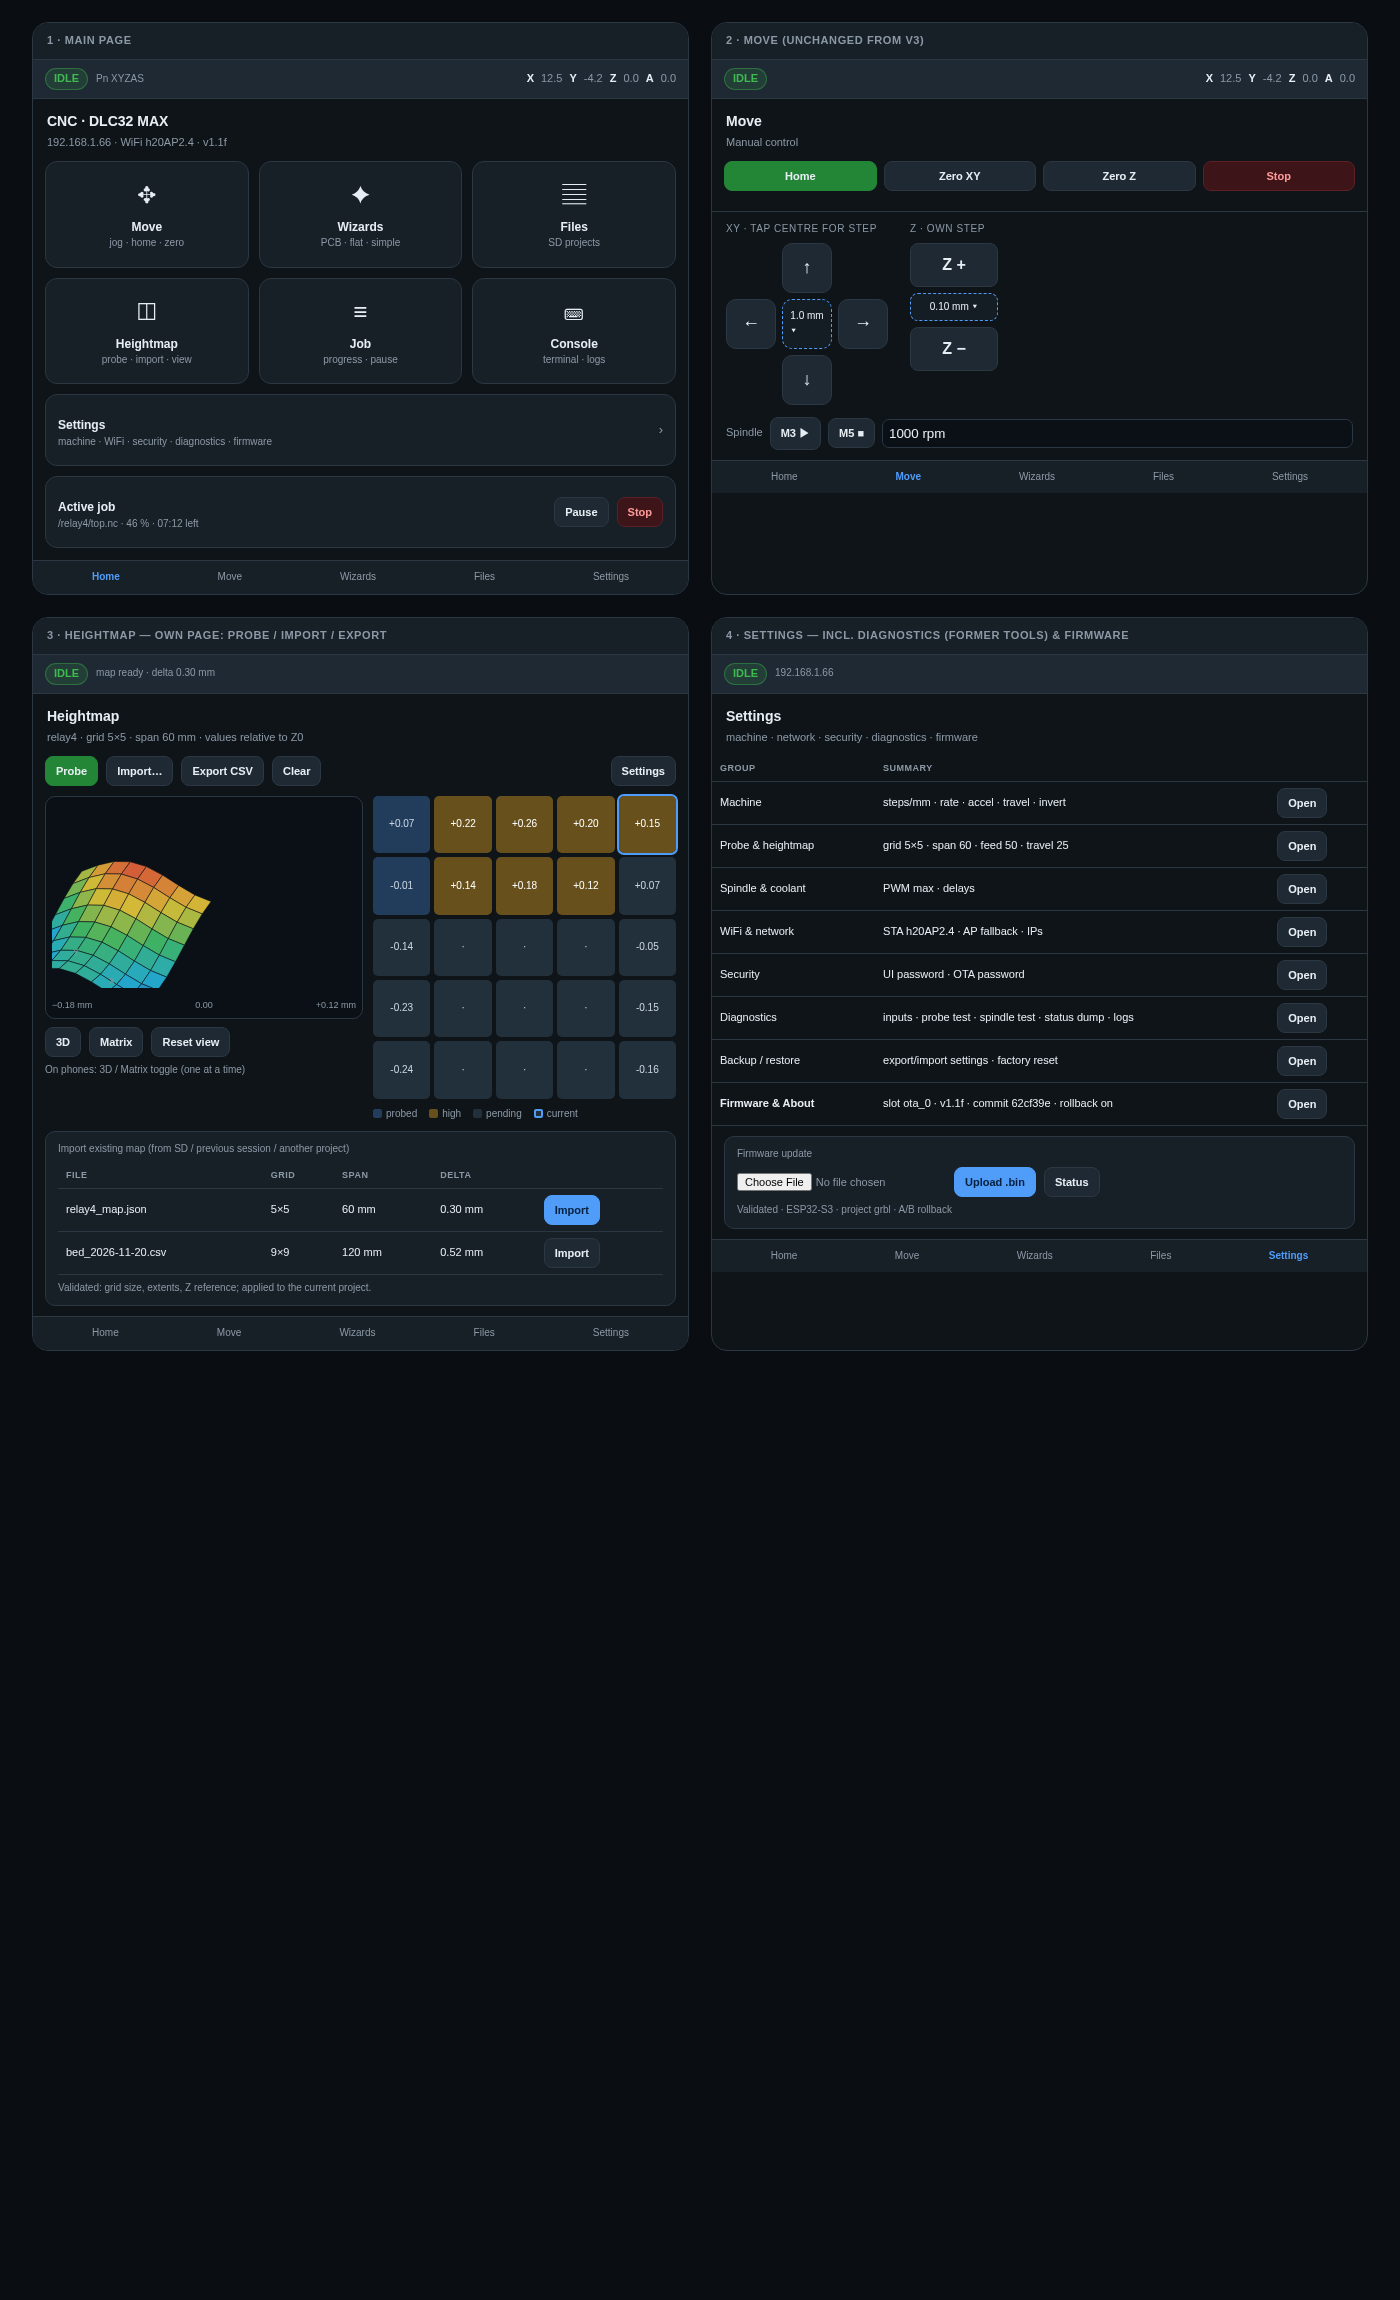 1 · MAIN PAGE
IDLE Pn XYZAS X 12.5 Y -4.2 Z 0.0 A 0.0
CNC · DLC32 MAX
192.168.1.66 · WiFi h20AP2.4 · v1.1f
Move
jog · home · zero
Wizards
PCB · flat · simple
Files
SD projects
Heightmap
probe · import · view
Job
progress · pause
Console
terminal · logs
Settings
machine · WiFi · security · diagnostics · firmware
›
Active job
/relay4/top.nc · 46 % · 07:12 left
Pause Stop
Home Move Wizards Files Settings
2 · MOVE (UNCHANGED FROM V3)
IDLE X 12.5 Y -4.2 Z 0.0 A 0.0
Move
Manual control
Home Zero XY Zero Z Stop
XY · TAP CENTRE FOR STEP Z · OWN STEP
↑
← 1.0 mm ▾ →
↓
Z +
0.10 mm ▾
Z −
Spindle M3 ▶ M5 ■ 1000 rpm
Home Move Wizards Files Settings
3 · HEIGHTMAP — OWN PAGE: PROBE / IMPORT / EXPORT
IDLE map ready · delta 0.30 mm
Heightmap
relay4 · grid 5×5 · span 60 mm · values relative to Z0
Probe Import… Export CSV Clear Settings
−0.18 mm 0.00 +0.12 mm
3D Matrix Reset view
On phones: 3D / Matrix toggle (one at a time)
+0.07 +0.22 +0.26 +0.20 +0.15
-0.01 +0.14 +0.18 +0.12 +0.07
-0.14 · · · -0.05
-0.23 · · · -0.15
-0.24 · · · -0.16
probed high pending current
Import existing map (from SD / previous session / another project)
FILE GRID SPAN DELTA
relay4_map.json 5×5 60 mm 0.30 mm Import
bed_2026-11-20.csv 9×9 120 mm 0.52 mm Import
Validated: grid size, extents, Z reference; applied to the current project.
Home Move Wizards Files Settings
4 · SETTINGS — INCL. DIAGNOSTICS (FORMER TOOLS) & FIRMWARE
IDLE 192.168.1.66
Settings
machine · network · security · diagnostics · firmware
GROUP SUMMARY
Machine steps/mm · rate · accel · travel · invert Open
Probe & heightmap grid 5×5 · span 60 · feed 50 · travel 25 Open
Spindle & coolant PWM max · delays Open
WiFi & network STA h20AP2.4 · AP fallback · IPs Open
Security UI password · OTA password Open
Diagnostics inputs · probe test · spindle test · status dump · logs Open
Backup / restore export/import settings · factory reset Open
Firmware & About slot ota_0 · v1.1f · commit 62cf39e · rollback on Open
Firmware update
Choose File No file chosen Upload .bin Status
Validated · ESP32-S3 · project grbl · A/B rollback
Home Move Wizards Files Settings